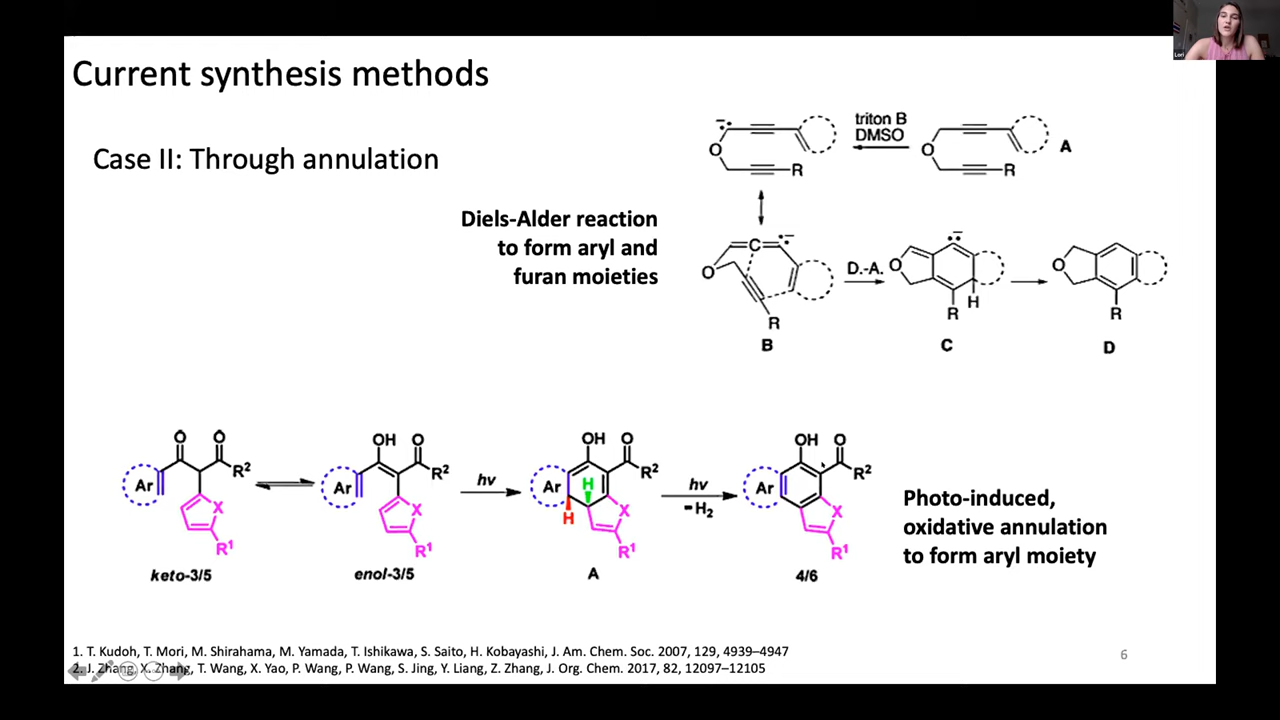 Lori
Current synthesis methods
Case II: Through annulation
Diels-Alder reaction
to form aryl and
furan moieties
O
R
triton B
DMSO
O
R
A
C
O
R
B
D.-A.
O
R
H
C
O
R
D
Ar
O
O
R²
X
R¹
keto-3/5
Ar
OH
O
R²
X
R¹
enol-3/5
hν
Ar
OH
O
R²
H
H
X
R¹
A
hν
-H₂
Ar
OH
O
R²
X
R¹
4/6
Photo-induced,
oxidative annulation
to form aryl moiety
1. T. Kudoh, T. Mori, M. Shirahama, M. Yamada, T. Ishikawa, S. Saito, H. Kobayashi, J. Am. Chem. Soc. 2007, 129, 4939–4947
2. J. Zhang, X. Zhang, T. Wang, X. Yao, P. Wang, P. Wang, S. Jing, Y. Liang, Z. Zhang, J. Org. Chem. 2017, 82, 12097–12105
6